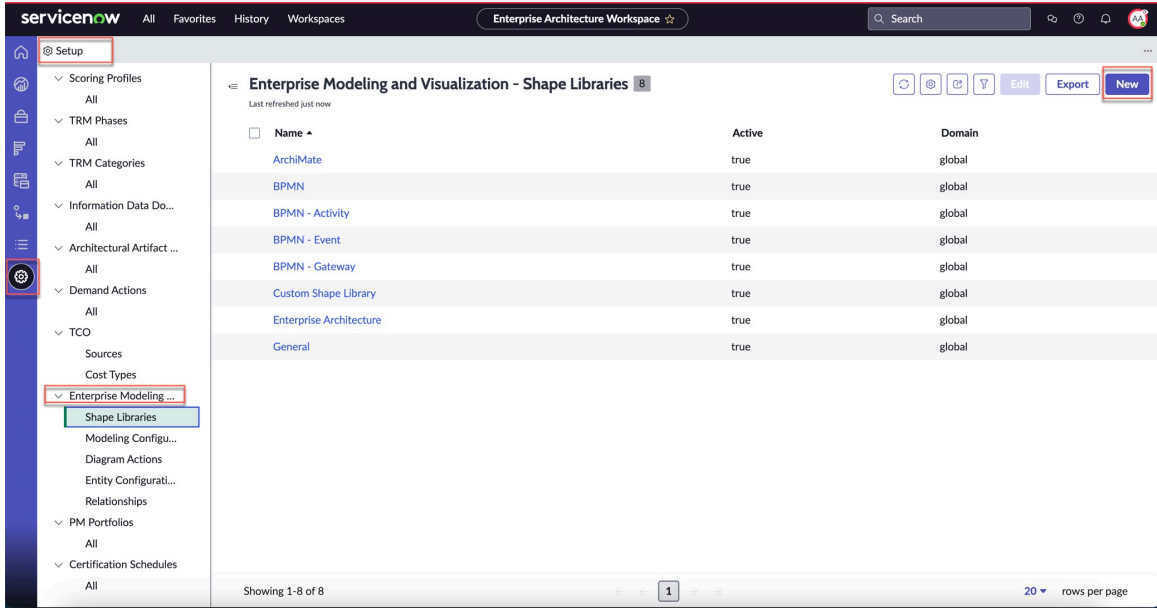 servicenow All Favorites History Workspaces Enterprise Architecture Workspace Search AA
Setup
Scoring Profiles
All
TRM Phases
All
TRM Categories
All
Information Data Do...
All
Architectural Artifact ...
All
Demand Actions
All
TCO
Sources
Cost Types
Enterprise Modeling ...
Shape Libraries
Modeling Configu...
Diagram Actions
Entity Configurati...
Relationships
PM Portfolios
All
Certification Schedules
All
Enterprise Modeling and Visualization - Shape Libraries 8
Last refreshed just now
Edit Export New
Name Active Domain
ArchiMate true global
BPMN true global
BPMN - Activity true global
BPMN - Event true global
BPMN - Gateway true global
Custom Shape Library true global
Enterprise Architecture true global
General true global
Showing 1-8 of 8 1 20 rows per page